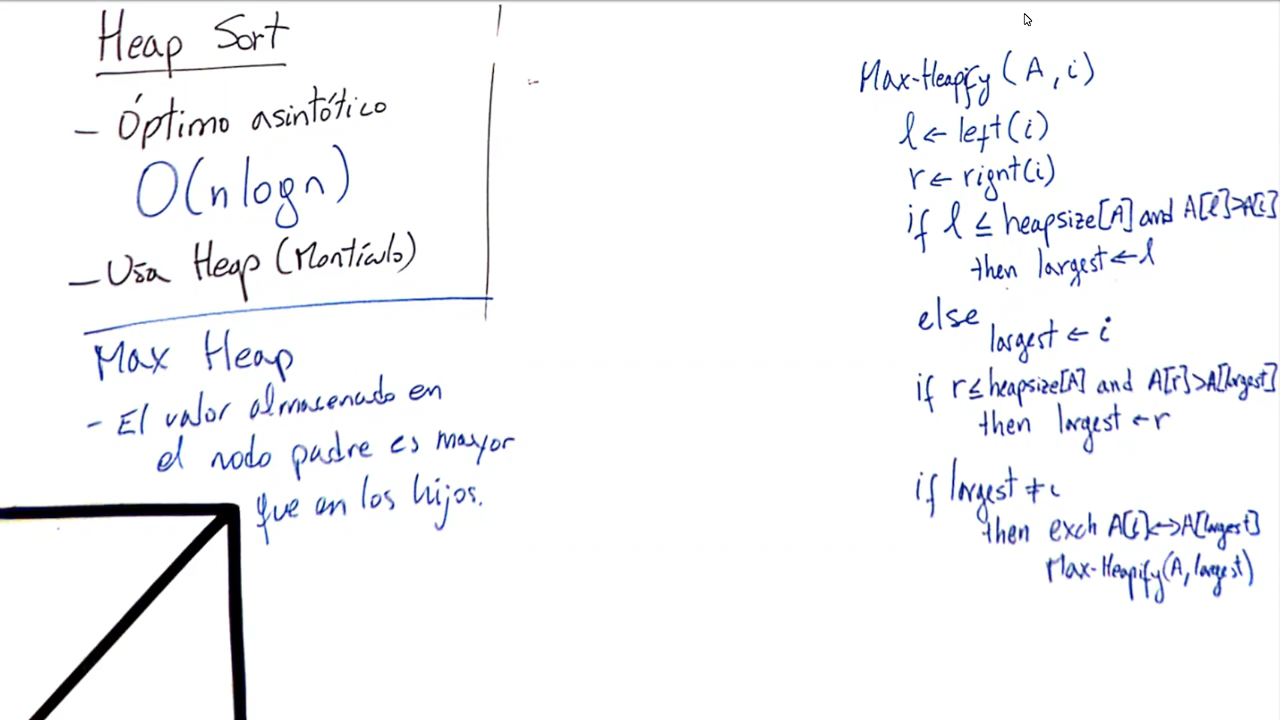 Heap Sort
- Óptimo asintótico
O(n log n)
- Usa Heap (Montículo)
Max Heap
- El valor almacenado en
el nodo padre es mayor
que en los hijos.
Max-Heapify (A, i)
l ← left(i)
r ← right(i)
if l ≤ heapsize[A] and A[l]>A[i]
then largest ← l
else
largest ← i
if r ≤ heapsize[A] and A[r]>A[largest]
then largest ← r
if largest ≠ i
then exch A[i]↔A[largest]
Max-Heapify(A, largest)